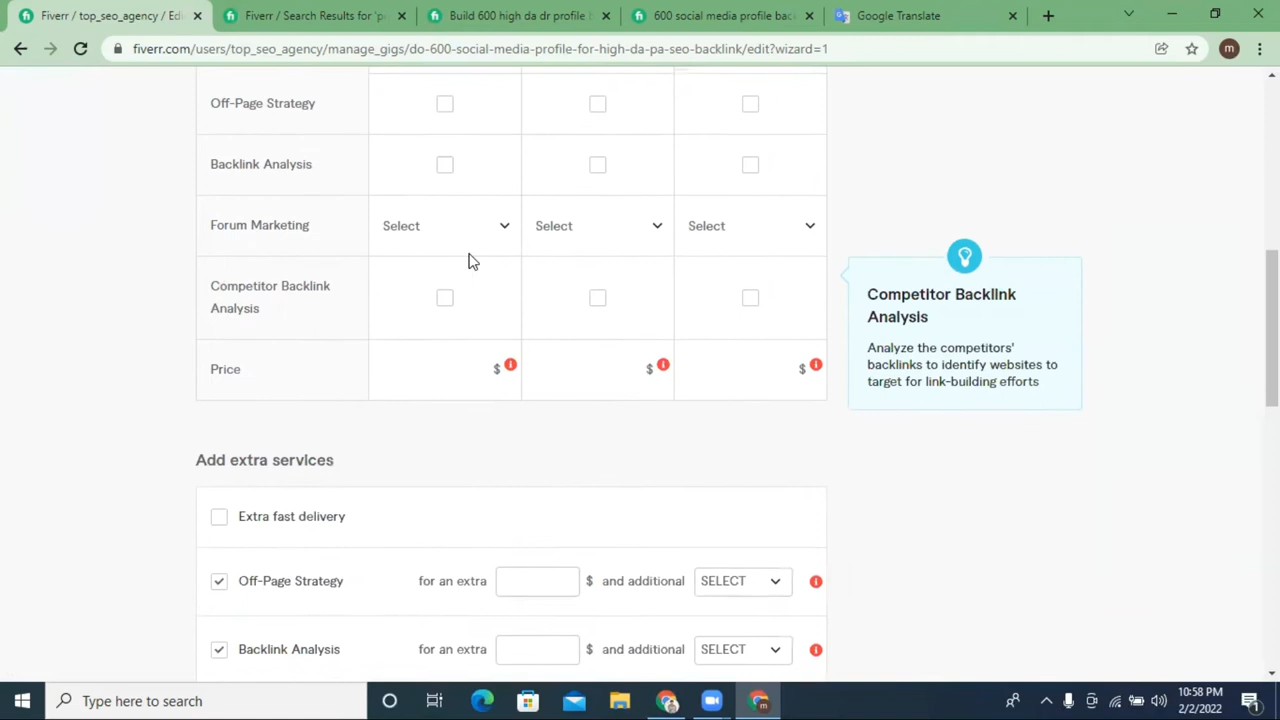 Fiverr / top_seo_agency / Edi
Fiverr / Search Results for 'p
Build 600 high da dr profile l
600 social media profile bac
Google Translate
fiverr.com/users/top_seo_agency/manage_gigs/do-600-social-media-profile-for-high-da-pa-seo-backlink/edit?wizard=1
m
Off-Page Strategy
Backlink Analysis
Forum Marketing
Select
Select
Select
Competitor Backlink
Analysis
Price
$
$
$
Competitor Backlink
Analysis
Analyze the competitors'
backlinks to identify websites to
target for link-building efforts
Add extra services
Extra fast delivery
Off-Page Strategy for an extra $ and additional SELECT
Backlink Analysis for an extra $ and additional SELECT
Type here to search
10:58 PM
2/2/2022
1